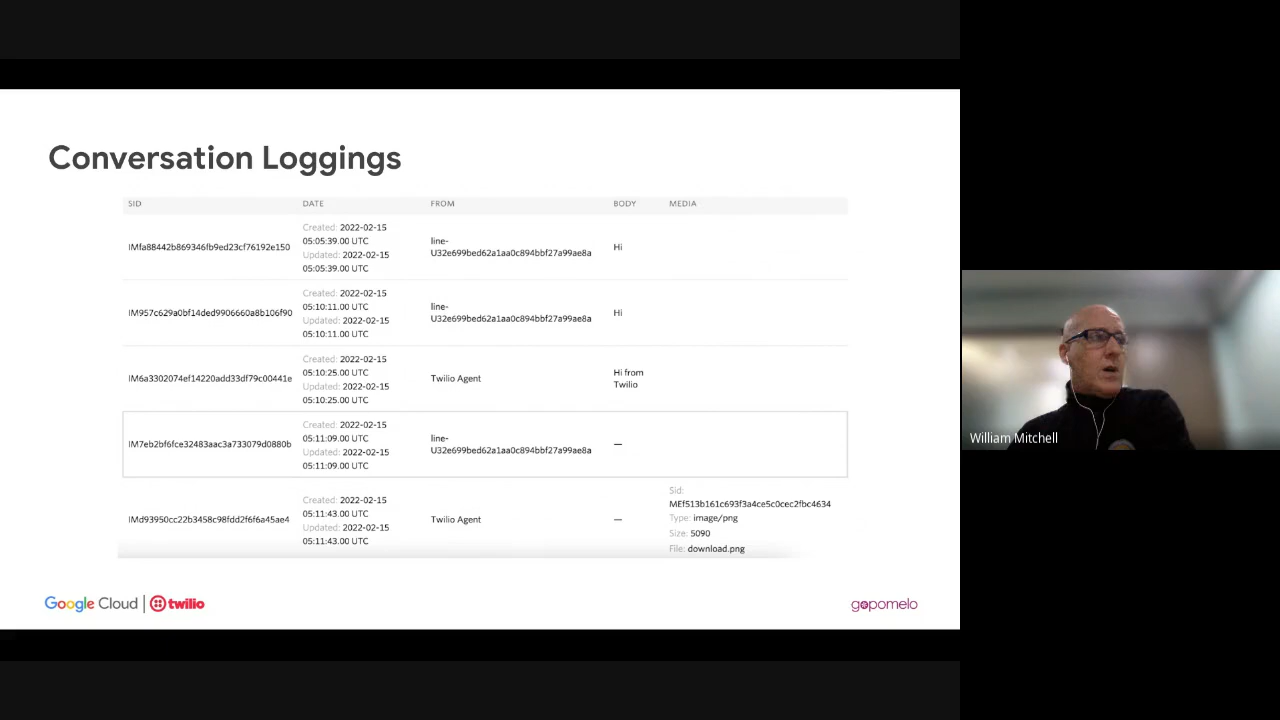 Conversation Loggings
SID DATE FROM BODY MEDIA
Created: 2022-02-15
05:05:39.00 UTC
Updated: 2022-02-15
05:05:39.00 UTC
IMfa88442b869346fb9ed23cf76192e150
line-
U32e699bed62a1aa0c894bbf27a99ae8a
Hi
Created: 2022-02-15
05:10:11.00 UTC
Updated: 2022-02-15
05:10:11.00 UTC
IM957c629a0bf14ded9906660a8b106f90
line-
U32e699bed62a1aa0c894bbf27a99ae8a
Hi
Created: 2022-02-15
05:10:25.00 UTC
Updated: 2022-02-15
05:10:25.00 UTC
IM6a3302074ef14220add33df79c00441e
Twilio Agent
Hi from
Twilio
Created: 2022-02-15
05:11:09.00 UTC
Updated: 2022-02-15
05:11:09.00 UTC
IM7eb2bf6fce32483aac3a733079d0880b
line-
U32e699bed62a1aa0c894bbf27a99ae8a
—
Created: 2022-02-15
05:11:43.00 UTC
Updated: 2022-02-15
05:11:43.00 UTC
IMd93950cc22b3458c98fdd2f6f6a45ae4
Twilio Agent
—
Sid:
MEf513b161c693f3a4ce5c0cec2fbc4634
Type: image/png
Size: 5090
File: download.png
Google Cloud | twilio
gopomelo
William Mitchell